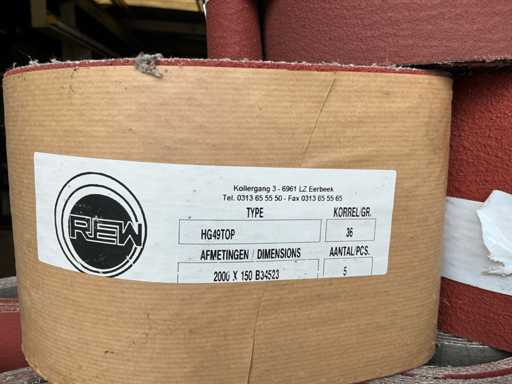 Kollergang 3 - 6961 LZ Eerbeek
Tel. 0313 65 55 50 - Fax 0313 65 55 65
REW
TYPE KORREL/GR.
HG49TOP 36
AFMETINGEN / DIMENSIONS AANTAL/PCS.
2000 X 150 B34523 5